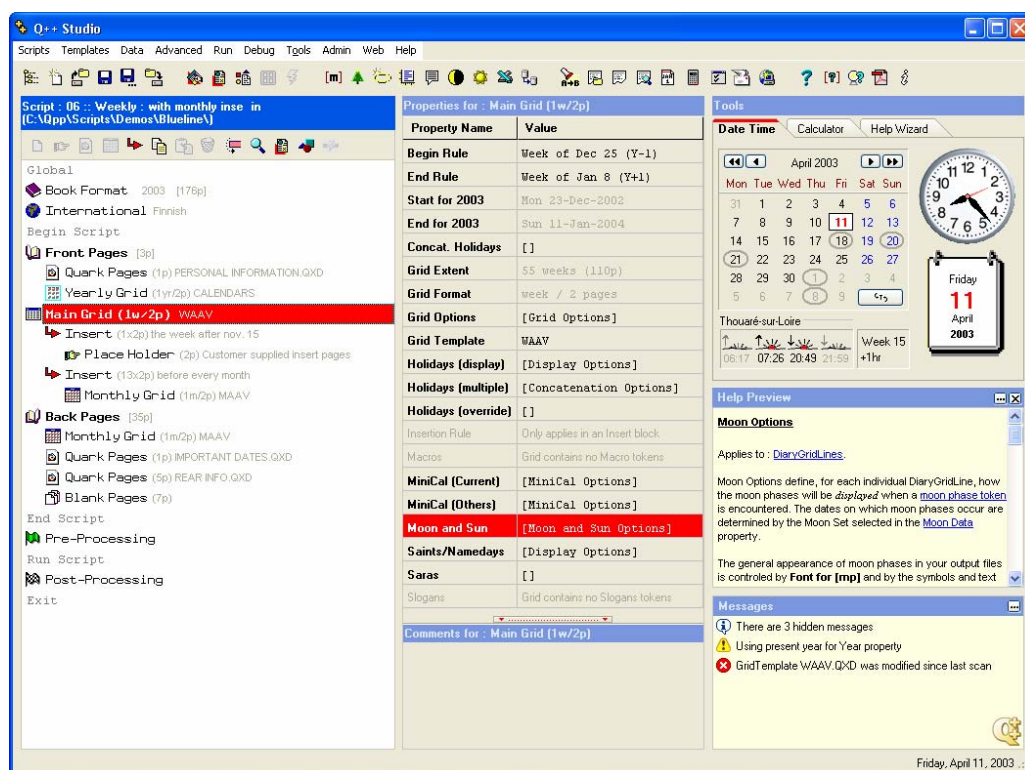 Q++ Studio
Scripts Templates Data Advanced Run Debug Tools Admin Web Help
Script : 06 :: Weekly : with monthly inse in
(C:\Qpp\Scripts\Demos\Blueline\)
Global
Book Format 2003 [176p]
International Finnish
Begin Script
Front Pages [3p]
Quark Pages (1p) PERSONAL INFORMATION.QXD
Yearly Grid (1yr/2p) CALENDARS
Main Grid (1w/2p) WAAV
Insert (1x2p) the week after nov. 15
Place Holder (2p) Customer supplied insert pages
Insert (13x2p) before every month
Monthly Grid (1m/2p) MAAV
Back Pages [35p]
Monthly Grid (1m/2p) MAAV
Quark Pages (1p) IMPORTANT DATES.QXD
Quark Pages (5p) REAR INFO.QXD
Blank Pages (7p)
End Script
Pre-Processing
Run Script
Post-Processing
Exit
Properties for : Main Grid (1w/2p)
Property Name Value
Begin Rule Week of Dec 25 (Y-1)
End Rule Week of Jan 8 (Y+1)
Start for 2003 Mon 23-Dec-2002
End for 2003 Sun 11-Jan-2004
Concat. Holidays []
Grid Extent 55 weeks (110p)
Grid Format week / 2 pages
Grid Options [Grid Options]
Grid Template WAAV
Holidays (display) [Display Options]
Holidays (multiple) [Concatenation Options]
Holidays (override) []
Insertion Rule Only applies in an Insert block
Macros Grid contains no Macro tokens
MiniCal (Current) [MiniCal Options]
MiniCal (Others) [MiniCal Options]
Moon and Sun [Moon and Sun Options]
Saints/Namedays [Display Options]
Saras []
Slogans Grid contains no Slogans tokens
Comments for : Main Grid (1w/2p)
Tools
Date Time Calculator Help Wizard
April 2003
Mon Tue Wed Thu Fri Sat Sun
31 1 2 3 4 5 6
7 8 9 10 11 12 13
14 15 16 17 18 19 20
21 22 23 24 25 26 27
28 29 30 1 2 3 4
5 6 7 8 9
12 1 2 3 4 5 6 7 8 9 10 11
Friday
11
April
2003
Thouaré-sur-Loire
06:17 07:26 20:49 21:59
Week 15
+1hr
Help Preview
Moon Options
Applies to : DiaryGridLines.
Moon Options define, for each individual DiaryGridLine, how
the moon phases will be displayed when a moon phase token
is encountered. The dates on which moon phases occur are
determined by the Moon Set selected in the Moon Data
property.
The general appearance of moon phases in your output files
is controled by Font for [mp] and by the symbols and text
Messages
There are 3 hidden messages
Using present year for Year property
GridTemplate WAAV.QXD was modified since last scan
Friday, April 11, 2003